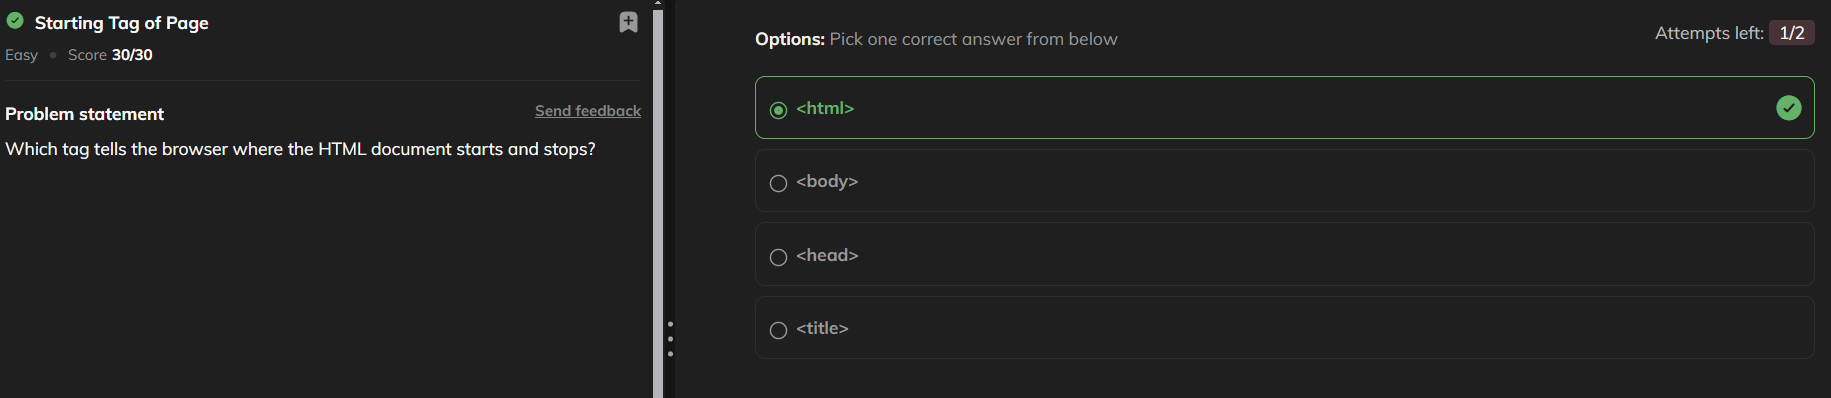 Starting Tag of Page
Easy • Score 30/30
Problem statement
Send feedback
Which tag tells the browser where the HTML document starts and stops?
Options: Pick one correct answer from below
Attempts left: 1/2
<html>
<body>
<head>
<title>